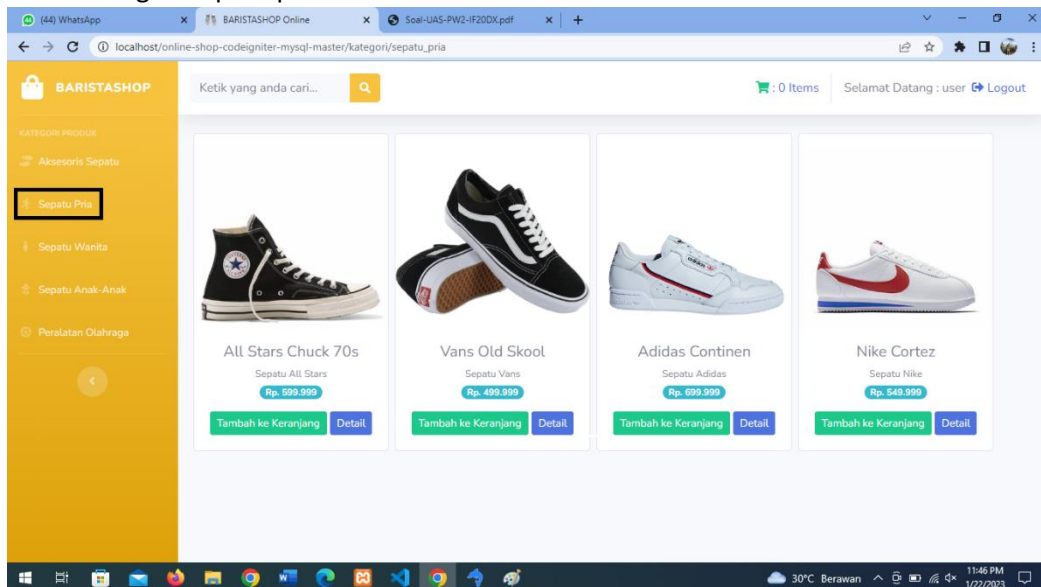 (44) WhatsApp
BARISTASHOP Online
Soal-UAS-PW2-IF20DX.pdf
localhost/online-shop-codeigniter-mysql-master/kategori/sepatu_pria
BARISTASHOP
Ketik yang anda cari...
: 0 Items
Selamat Datang : user
Logout
KATEGORI PRODUK
Aksesoris Sepatu
Sepatu Pria
Sepatu Wanita
Sepatu Anak-Anak
Peralatan Olahraga
All Stars Chuck 70s
Sepatu All Stars
Rp. 599.999
Tambah ke Keranjang Detail
Vans Old Skool
Sepatu Vans
Rp. 499.999
Tambah ke Keranjang Detail
Adidas Continen
Sepatu Adidas
Rp. 699.999
Tambah ke Keranjang Detail
Nike Cortez
Sepatu Nike
Rp. 549.999
Tambah ke Keranjang Detail
30°C Berawan
11:46 PM
1/22/2023